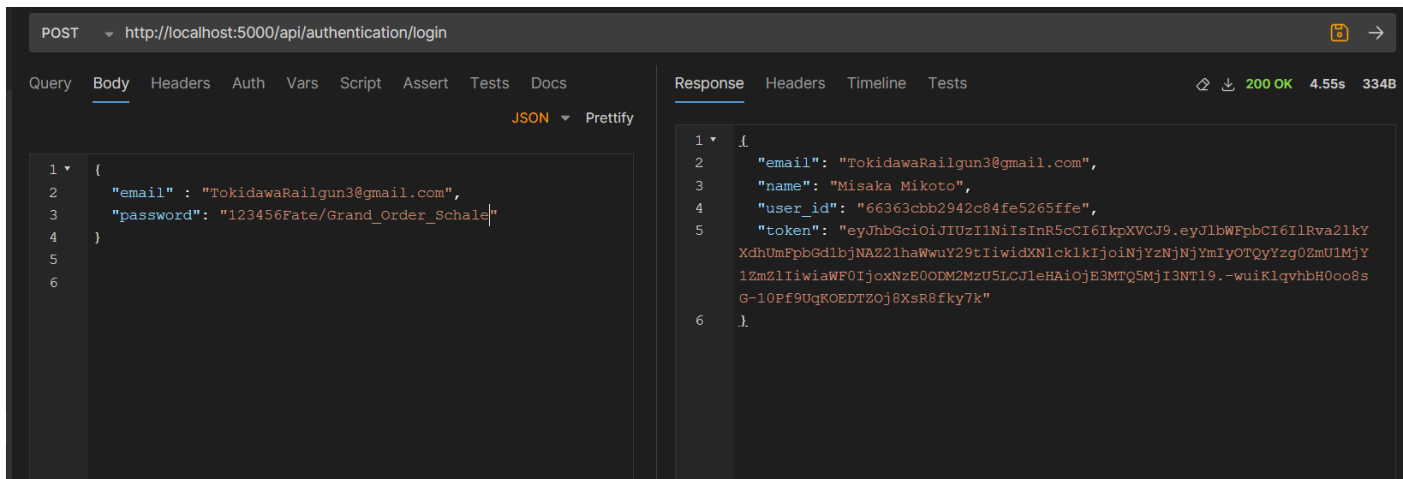 POST http://localhost:5000/api/authentication/login
Query Body Headers Auth Vars Script Assert Tests Docs
JSON Prettify
1 {
2 "email" : "TokidawaRailgun3@gmail.com",
3 "password": "123456Fate/Grand_Order_Schale"
4 }
5
6
Response Headers Timeline Tests 200 OK 4.55s 334B
1 {
2 "email": "TokidawaRailgun3@gmail.com",
3 "name": "Misaka Mikoto",
4 "user_id": "66363cbb2942c84fe5265ffe",
5 "token": "eyJhbGciOiJIUzI1NiIsInR5cCI6IkpXVCJ9.eyJlbWFpbCI6IlRva2lkY
XdhUmFpbGd1bjNAZ21haWwuY29tIiwidXNlcklkIjoiNjYzNjNjYmIyOTQyYzg0ZmU1MjY
1ZmZlIiwiaWF0IjoxNzE0ODM2MzU5LCJleHAiOjE3MTQ5MjI3NTl9.-wuiKlqvhbH0oo8s
G-10Pf9UqKOEDTZOj8XsR8fky7k"
6 }